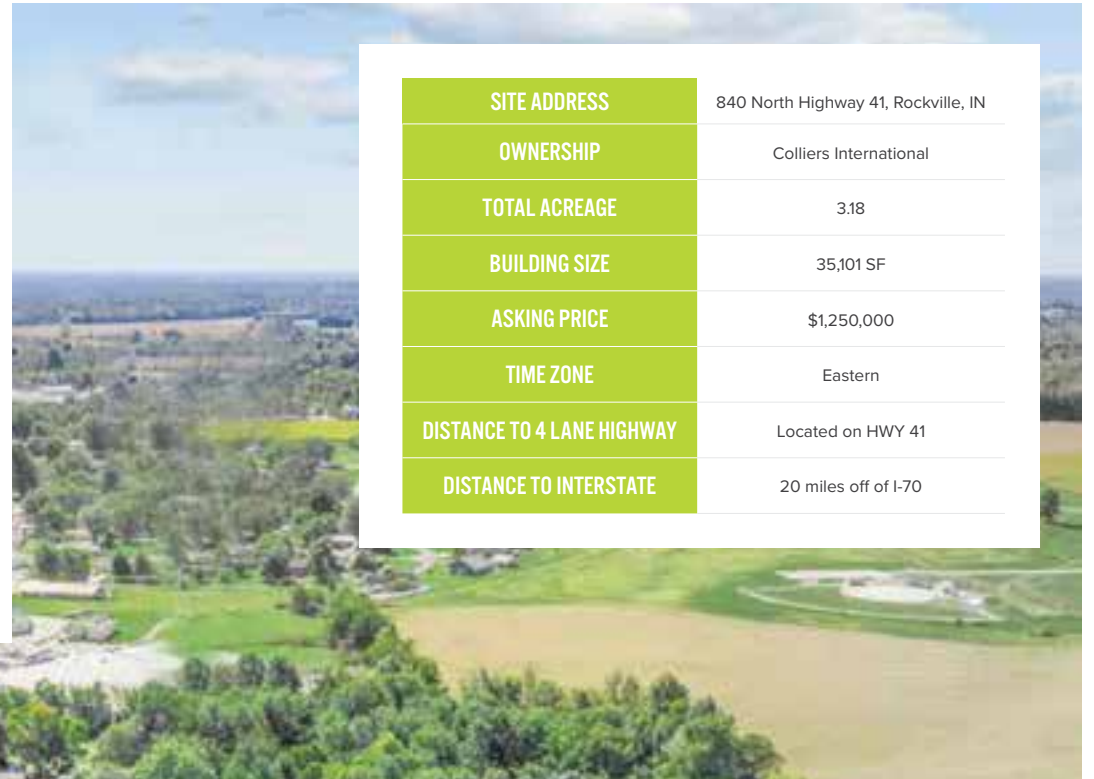 SITE ADDRESS 840 North Highway 41, Rockville, IN
OWNERSHIP Colliers International
TOTAL ACREAGE 3.18
BUILDING SIZE 35,101 SF
ASKING PRICE $1,250,000
TIME ZONE Eastern
DISTANCE TO 4 LANE HIGHWAY Located on HWY 41
DISTANCE TO INTERSTATE 20 miles off of I-70